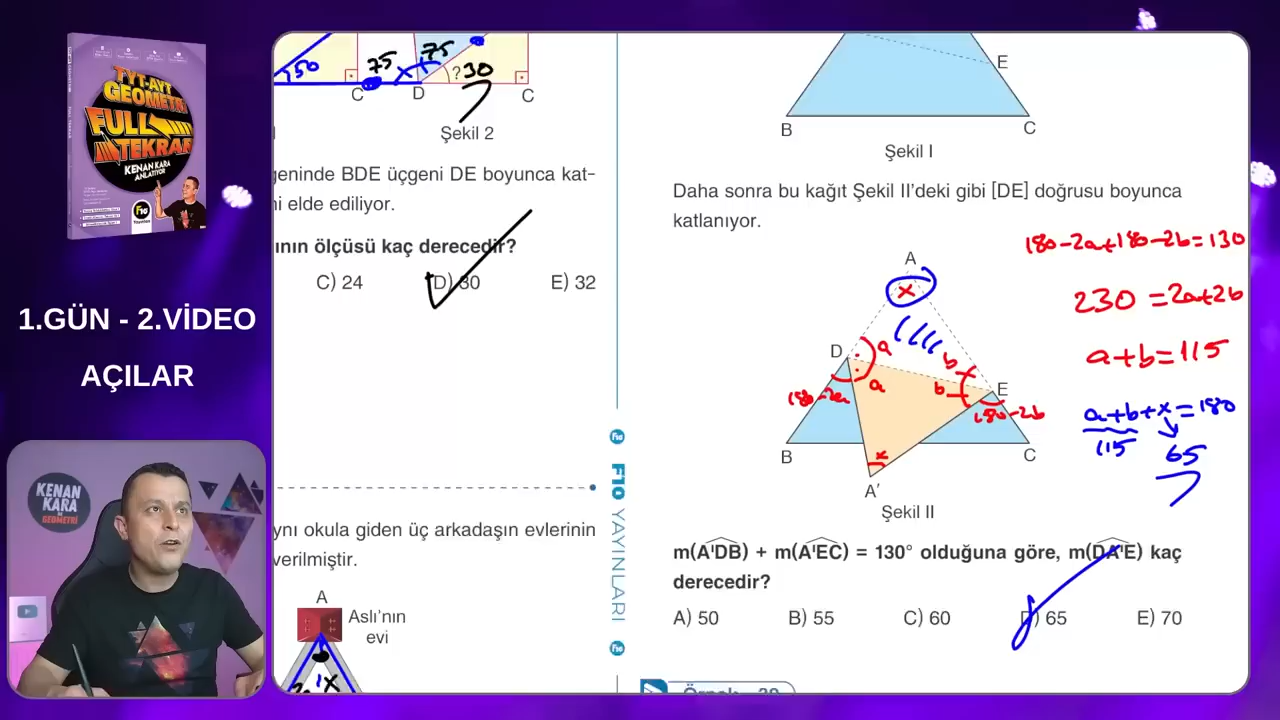 TYT-AYT
GEOMETRİ
FULL
TEKRAR
KENAN KARA
ANLATIYOR
F10
Yayınları
1.GÜN - 2.VİDEO
AÇILAR
KENAN
KARA
GEOMETRİ
150
75
75
?
30
C
D
C
Şekil 2
geninde BDE üçgeni DE boyunca kat-
ni elde ediliyor.
ının ölçüsü kaç derecedir?
C) 24
D) 30
E) 32
ynı okula giden üç arkadaşın evlerinin
verilmiştir.
A
Aslı'nın
evi
x
F10 YAYINLARI
F10
F10
E
B
C
Şekil I
Daha sonra bu kağıt Şekil II'deki gibi [DE] doğrusu boyunca
katlanıyor.
A
x
D
a
a
b
b
E
180-2a
180-2b
x
B
C
A'
Şekil II
180-2a+180-2b=130
230 = 2a+2b
a+b=115
a+b+x=180
115
65
m(A'DB) + m(A'EC) = 130° olduğuna göre, m(DA'E) kaç
derecedir?
A) 50
B) 55
C) 60
D) 65
E) 70